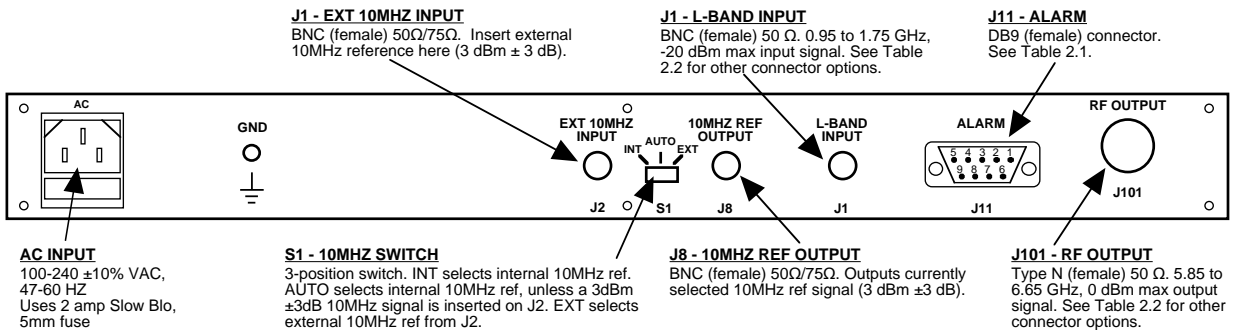 J1 - EXT 10MHZ INPUT
BNC (female) 50Ω/75Ω. Insert external
10MHz reference here (3 dBm ± 3 dB).
J1 - L-BAND INPUT
BNC (female) 50 Ω. 0.95 to 1.75 GHz,
-20 dBm max input signal. See Table
2.2 for other connector options.
J11 - ALARM
DB9 (female) connector.
See Table 2.1.
AC
GND
EXT 10MHZ
INPUT
INT
AUTO
EXT
10MHZ REF
OUTPUT
L-BAND
INPUT
ALARM
5 4 3 2 1
9 8 7 6
RF OUTPUT
J2
S1
J8
J1
J11
J101
AC INPUT
100-240 ±10% VAC,
47-60 HZ
Uses 2 amp Slow Blo,
5mm fuse
S1 - 10MHZ SWITCH
3-position switch. INT selects internal 10MHz ref.
AUTO selects internal 10MHz ref, unless a 3dBm
±3dB 10MHz signal is inserted on J2. EXT selects
external 10MHz ref from J2.
J8 - 10MHZ REF OUTPUT
BNC (female) 50Ω/75Ω. Outputs currently
selected 10MHz ref signal (3 dBm ±3 dB).
J101 - RF OUTPUT
Type N (female) 50 Ω. 5.85 to
6.65 GHz, 0 dBm max output
signal. See Table 2.2 for other
connector options.